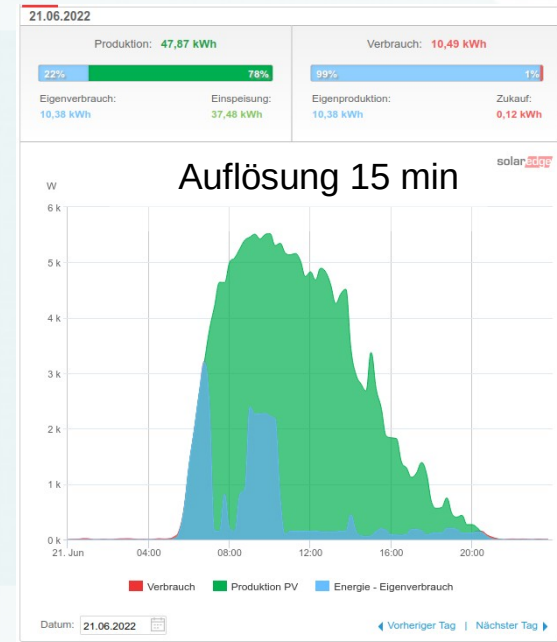 21.06.2022
Produktion: 47,87 kWh
Verbrauch: 10,49 kWh
22% 78%
99% 1%
Eigenverbrauch: Einspeisung:
Eigenproduktion: Zukauf:
10,38 kWh 37,48 kWh
10,38 kWh 0,12 kWh
solaredge
Auflösung 15 min
W
6 k
5 k
4 k
3 k
2 k
1 k
0 k
21. Jun 04:00 08:00 12:00 16:00 20:00
Verbrauch Produktion PV Energie - Eigenverbrauch
Datum: 21.06.2022 Vorheriger Tag | Nächster Tag